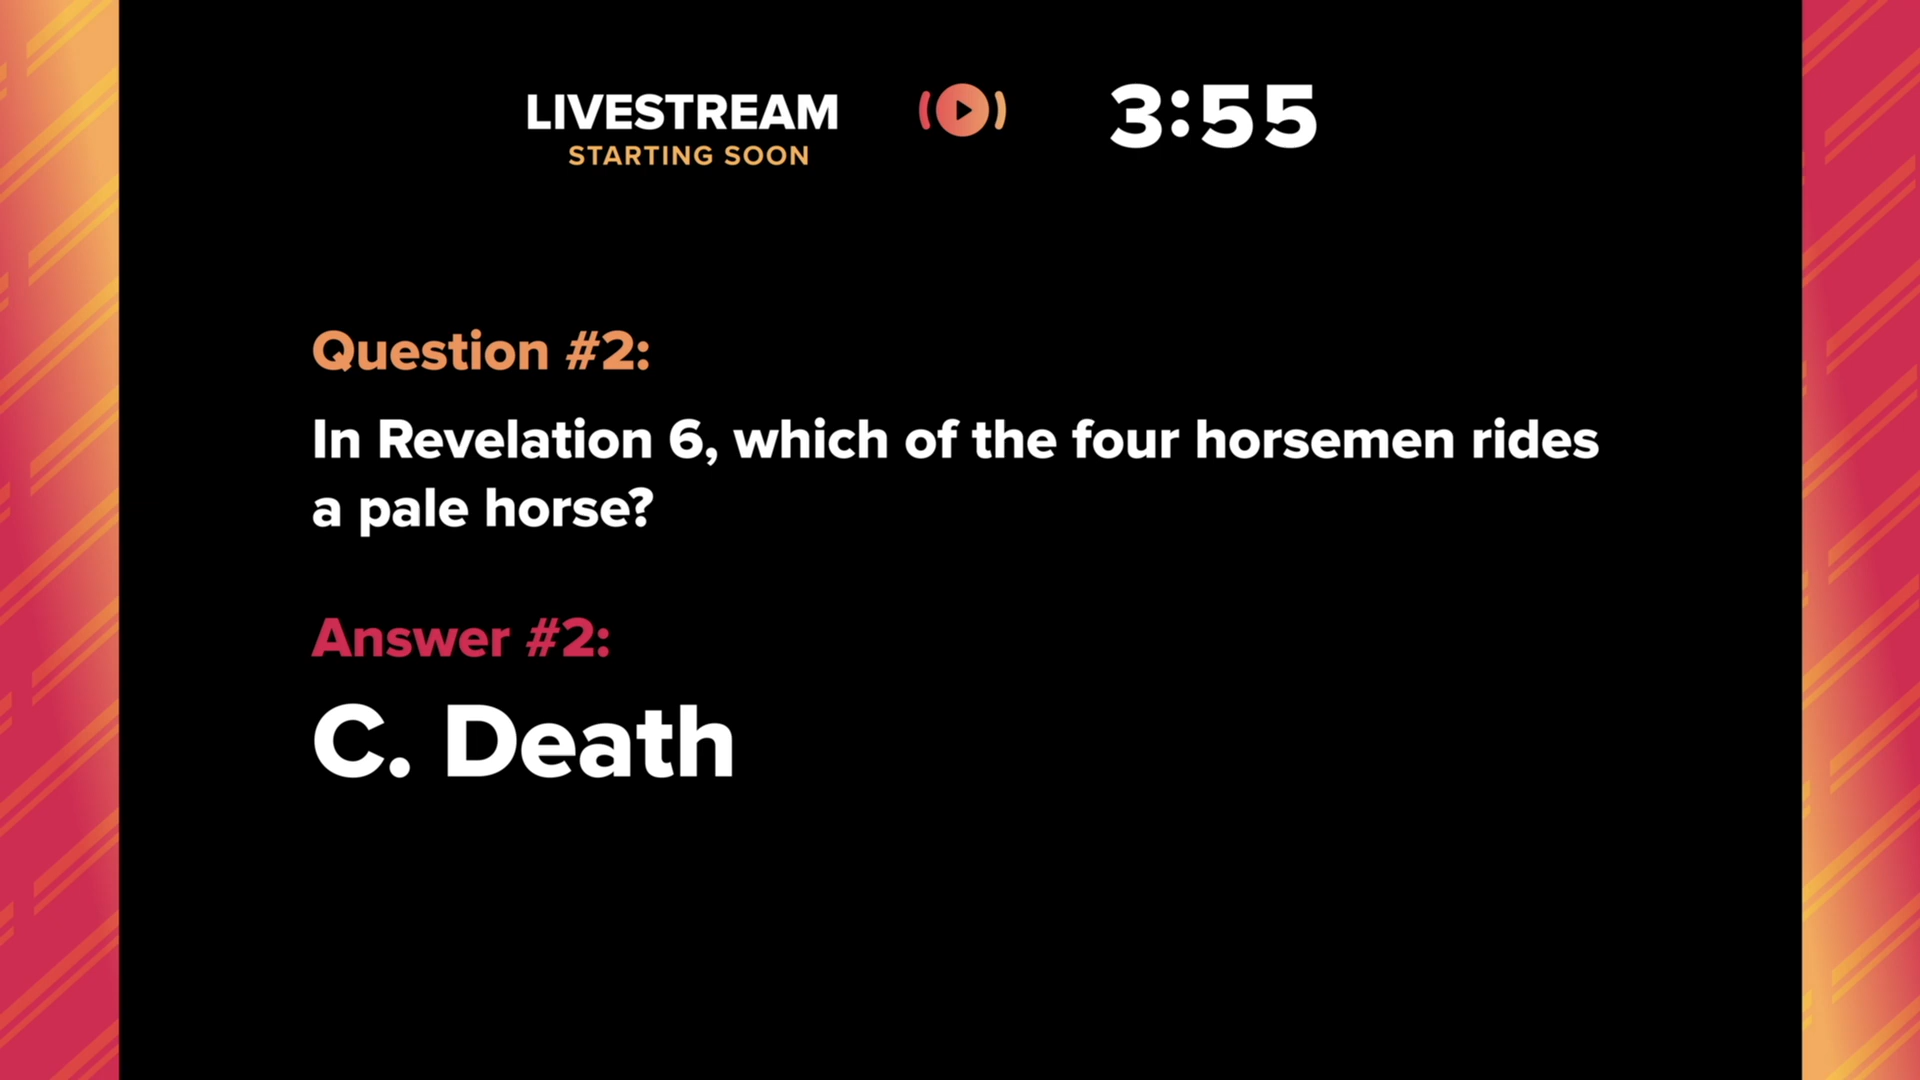 LIVESTREAM
STARTING SOON
3:55
Question #2:
In Revelation 6, which of the four horsemen rides
a pale horse?
Answer #2:
C. Death